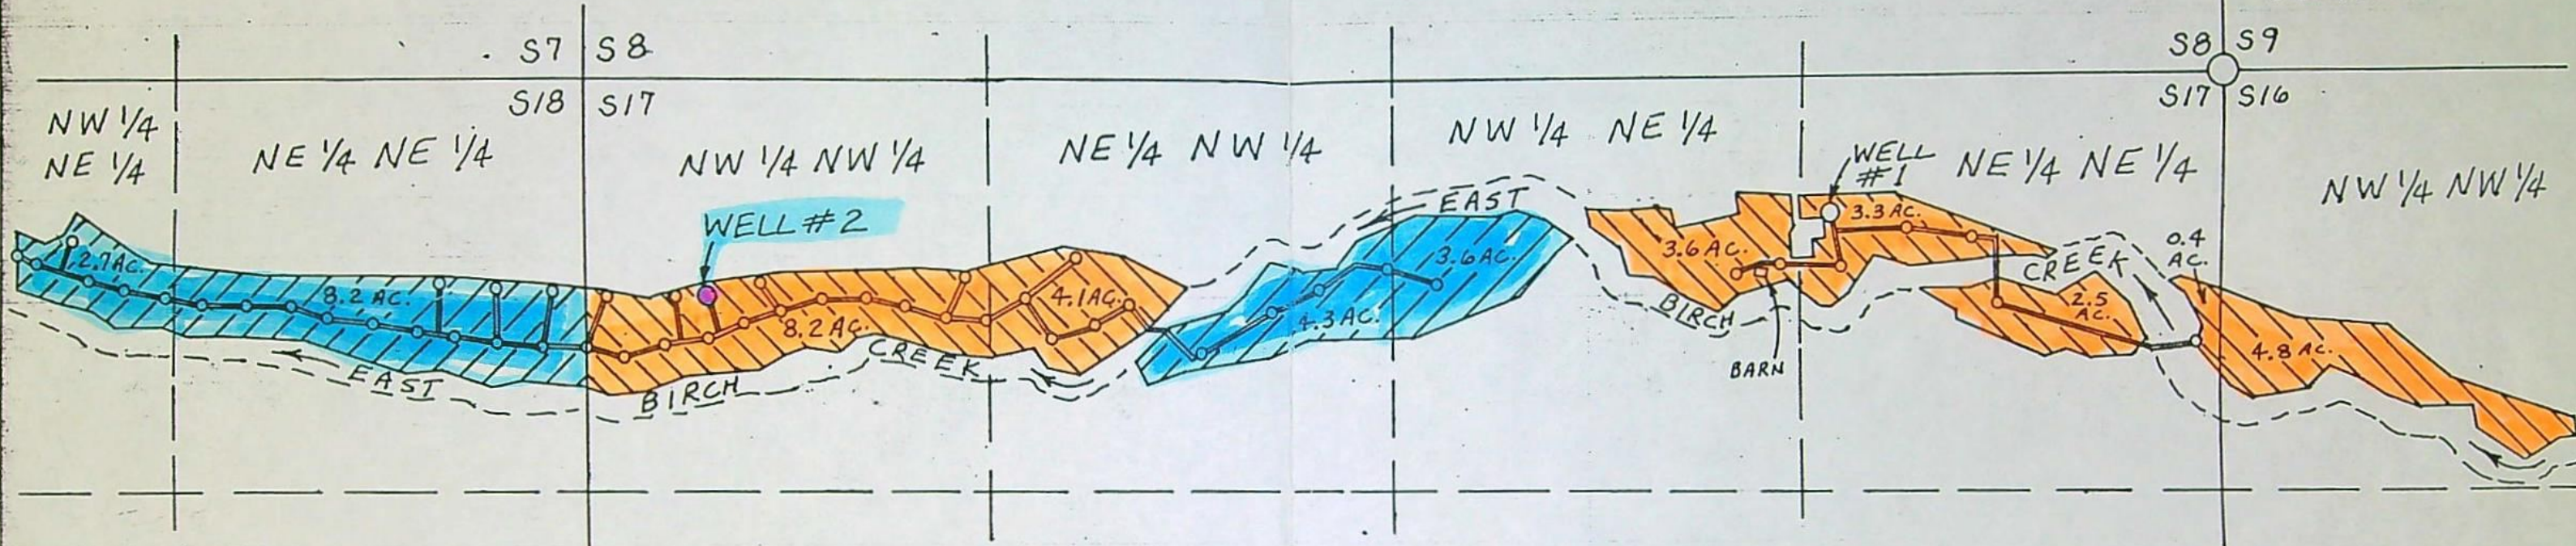 S7 S8
S8 S9
S18 S17
S17 S16
NW 1/4
NE 1/4
NE 1/4 NE 1/4
NW 1/4 NW 1/4
NE 1/4 NW 1/4
NW 1/4 NE 1/4
NE 1/4 NE 1/4
NW 1/4 NW 1/4
WELL
#1
WELL #2
EAST
CREEK
2.7 AC.
8.2 AC.
8.2 AC.
4.1 AC.
4.3 AC.
3.6 AC.
3.6 AC.
3.3 AC.
2.5
AC.
0.4
AC.
4.8 AC.
EAST
BIRCH
CREEK
BIRCH
BARN